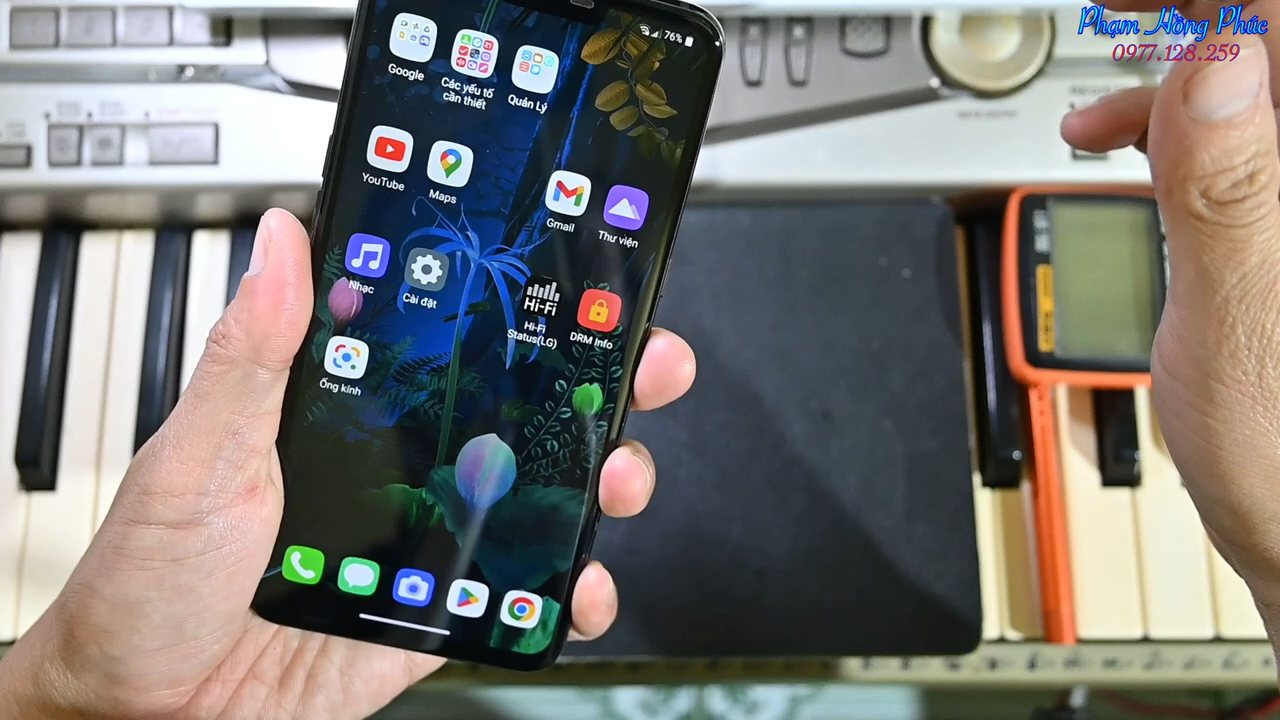 Phạm Hồng Phúc
0977.128.259
76%
Google
Các yếu tố
cần thiết
Quản Lý
YouTube
Maps
Gmail
Thư viện
Nhạc
Cài đặt
Hi-Fi
Hi-Fi
Status(LG)
DRM Info
Ống kính